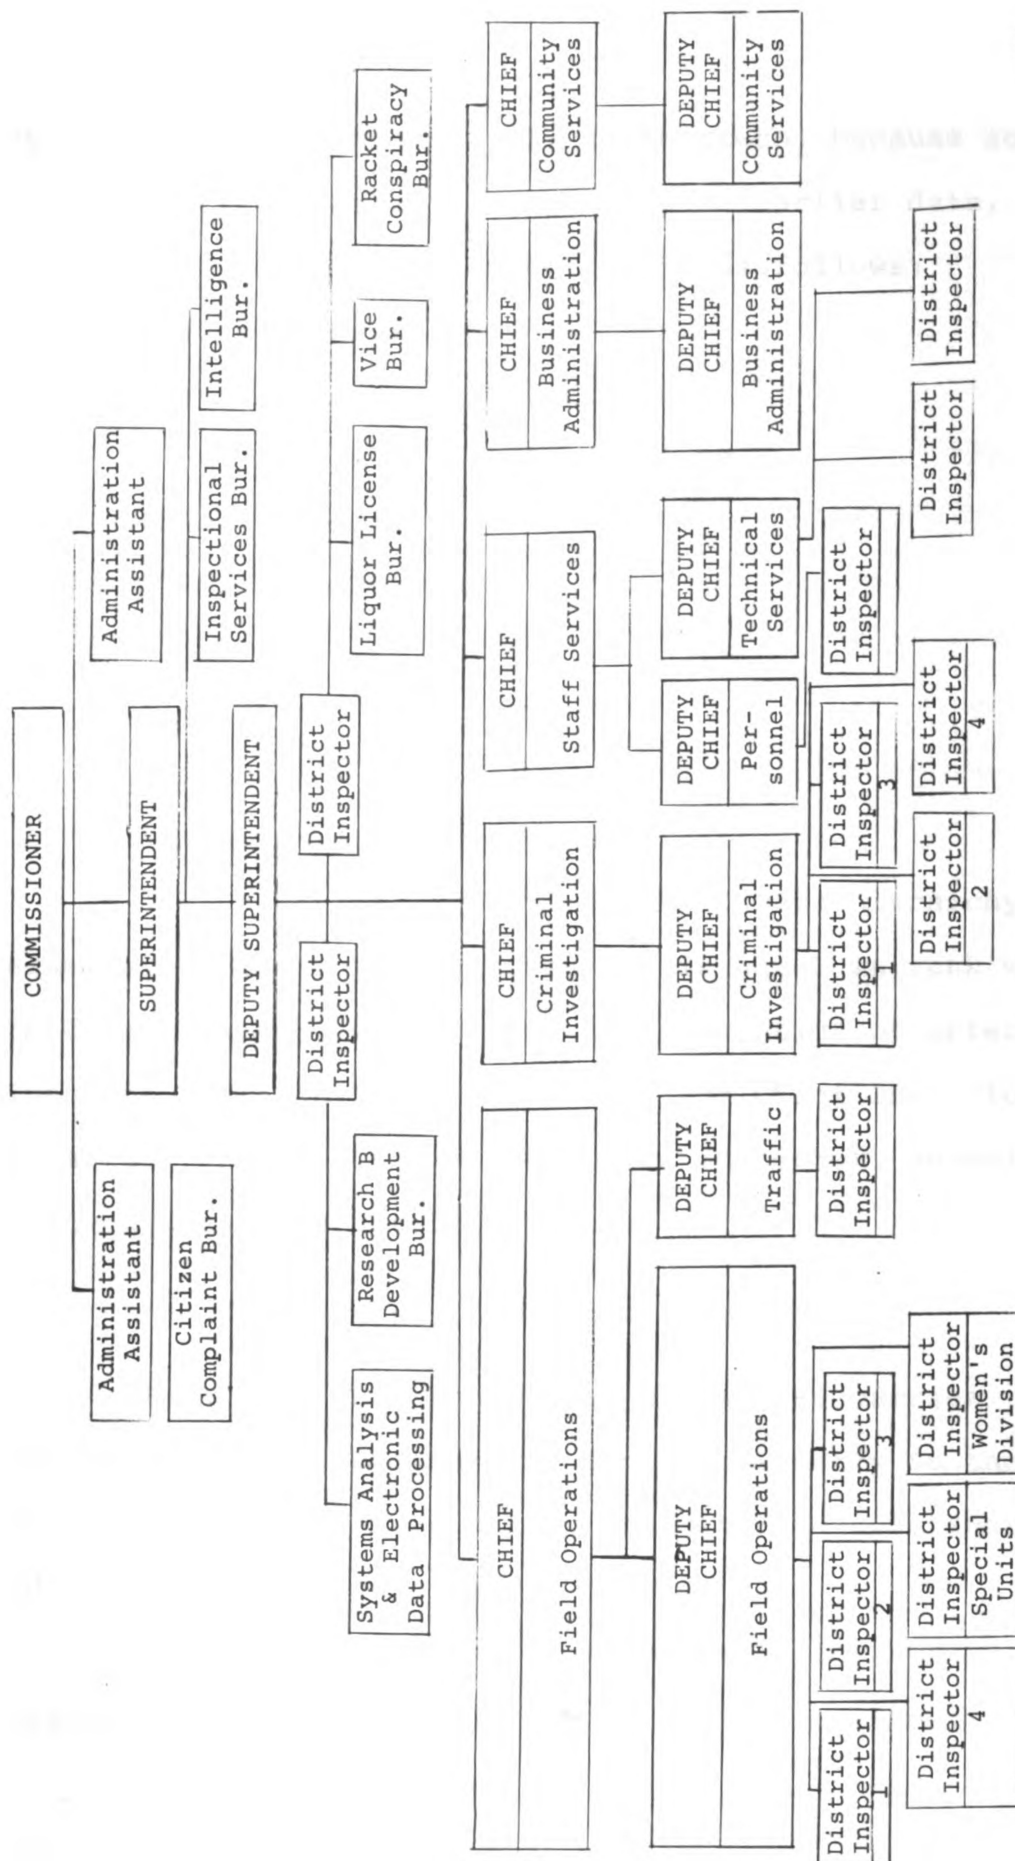 COMMISSIONER
Administration
Assistant
Administration
Assistant
Citizen
Complaint Bur.
SUPERINTENDENT
Inspectional
Services Bur.
Intelligence
Bur.
DEPUTY SUPERINTENDENT
District
Inspector
District
Inspector
Systems Analysis
& Electronic
Data Processing
Research B
Development
Bur.
Liquor License
Bur.
Vice
Bur.
Racket
Conspiracy
Bur.
CHIEF
Field Operations
CHIEF
Criminal
Investigation
CHIEF
Staff Services
CHIEF
Business
Administration
CHIEF
Community
Services
DEPUTY
CHIEF
Field Operations
DEPUTY
CHIEF
Traffic
DEPUTY
CHIEF
Criminal
Investigation
DEPUTY
CHIEF
Per-
sonnel
DEPUTY
CHIEF
Technical
Services
DEPUTY
CHIEF
Business
Administration
DEPUTY
CHIEF
Community
Services
District
Inspector
1
District
Inspector
2
District
Inspector
3
District
Inspector
District
Inspector
1
District
Inspector
3
District
Inspector
District
Inspector
4
District
Inspector
Special
Units
District
Inspector
Women's
Division
District
Inspector
2
District
Inspector
4
District
Inspector
District
Inspector